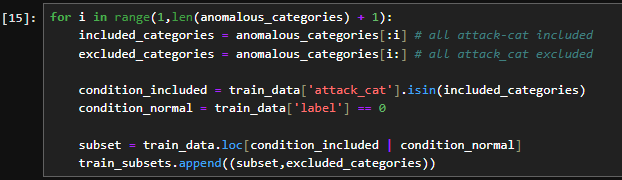 [15]: for i in range(1,len(anomalous_categories) + 1):
    included_categories = anomalous_categories[:i] # all attack-cat included
    excluded_categories = anomalous_categories[i:] # all attack_cat excluded

    condition_included = train_data['attack_cat'].isin(included_categories)
    condition_normal = train_data['label'] == 0

    subset = train_data.loc[condition_included | condition_normal]
    train_subsets.append((subset,excluded_categories))